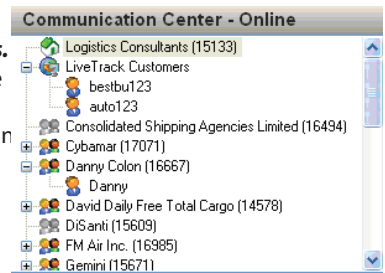 Communication Center - Online
s.
Logistics Consultants (15133)
LiveTrack Customers
e
bestbu123
auto123
n
Consolidated Shipping Agencies Limited (16494)
Cybamar (17071)
Danny Colon (16667)
Danny
David Daily Free Total Cargo (14578)
DiSanti (15609)
FM Air Inc. (16985)
Gemini (15671)